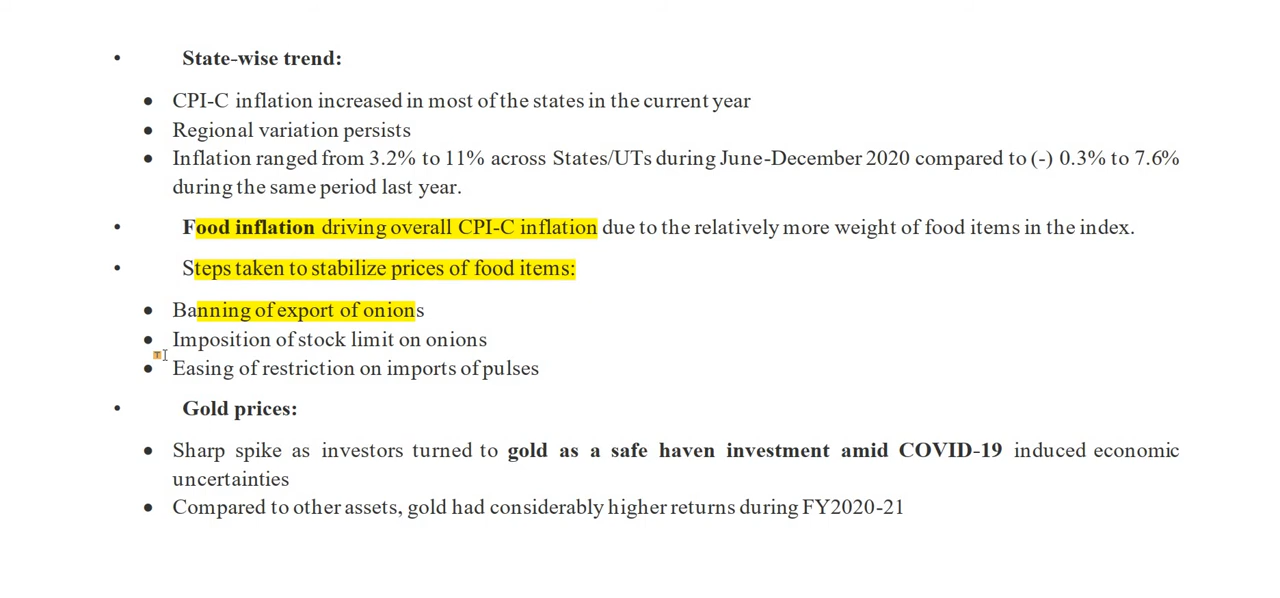 • State-wise trend:
● CPI-C inflation increased in most of the states in the current year
● Regional variation persists
● Inflation ranged from 3.2% to 11% across States/UTs during June-December 2020 compared to (-) 0.3% to 7.6%
during the same period last year.
• Food inflation driving overall CPI-C inflation due to the relatively more weight of food items in the index.
• Steps taken to stabilize prices of food items:
● Banning of export of onions
● Imposition of stock limit on onions
● Easing of restriction on imports of pulses
• Gold prices:
● Sharp spike as investors turned to gold as a safe haven investment amid COVID-19 induced economic
uncertainties
● Compared to other assets, gold had considerably higher returns during FY2020-21